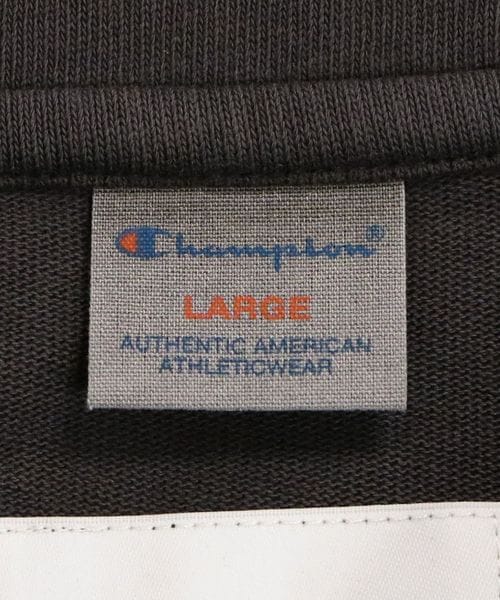 Champion®
LARGE
AUTHENTIC AMERICAN
ATHLETICWEAR